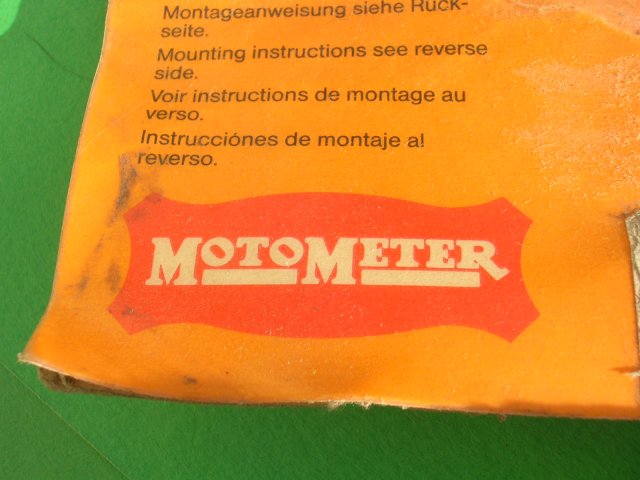 Montageanweisung siehe Rück-
seite.
Mounting instructions see reverse
side.
Voir instructions de montage au
verso.
Instrucciónes de montaje al
reverso.
MOTOMETER